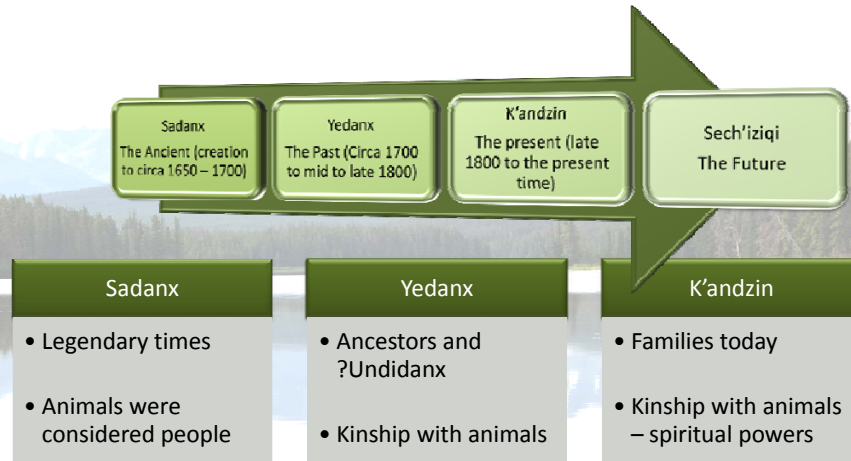 Sadanx
The Ancient (creation
to circa 1650 – 1700)
Yedanx
The Past (Circa 1700
to mid to late 1800)
K'andzin
The present (late
1800 to the present
time)
Sech'iziqi
The Future
Sadanx
• Legendary times
• Animals were
considered people
Yedanx
• Ancestors and
?Undidanx
• Kinship with animals
K'andzin
• Families today
• Kinship with animals
– spiritual powers